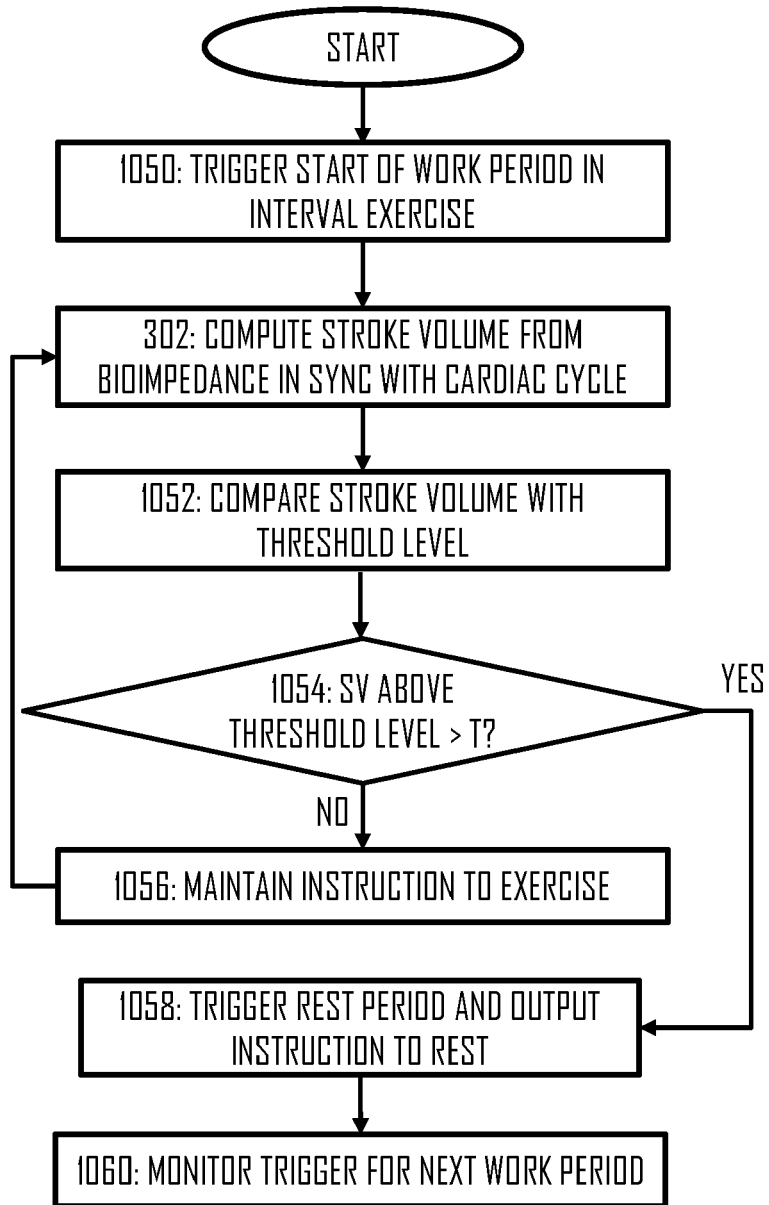 START
1050: TRIGGER START OF WORK PERIOD IN
INTERVAL EXERCISE
302: COMPUTE STROKE VOLUME FROM
BIOIMPEDANCE IN SYNC WITH CARDIAC CYCLE
1052: COMPARE STROKE VOLUME WITH
THRESHOLD LEVEL
1054: SV ABOVE
THRESHOLD LEVEL > T?
YES
NO
1056: MAINTAIN INSTRUCTION TO EXERCISE
1058: TRIGGER REST PERIOD AND OUTPUT
INSTRUCTION TO REST
1060: MONITOR TRIGGER FOR NEXT WORK PERIOD